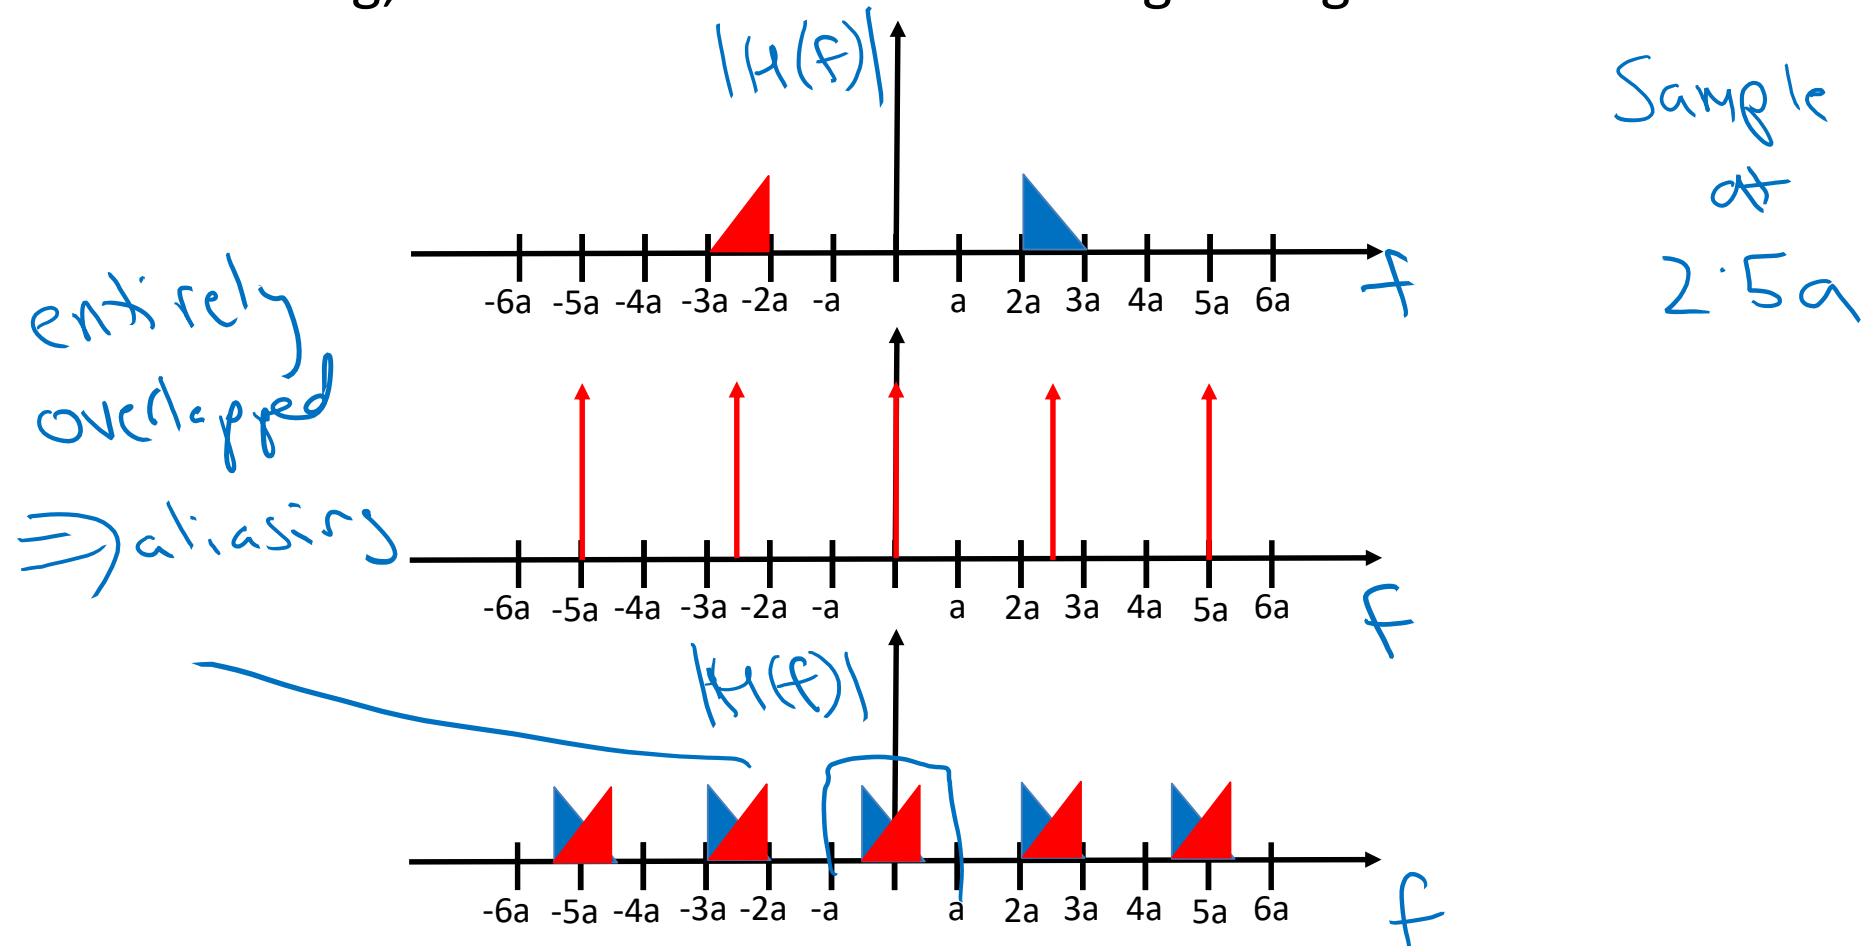 |H(f)|
Sample
at
2.5a
-6a -5a -4a -3a -2a -a a 2a 3a 4a 5a 6a
f
entirely
overlapped
⇒ aliasing
-6a -5a -4a -3a -2a -a a 2a 3a 4a 5a 6a
f
|H(f)|
-6a -5a -4a -3a -2a -a a 2a 3a 4a 5a 6a
f